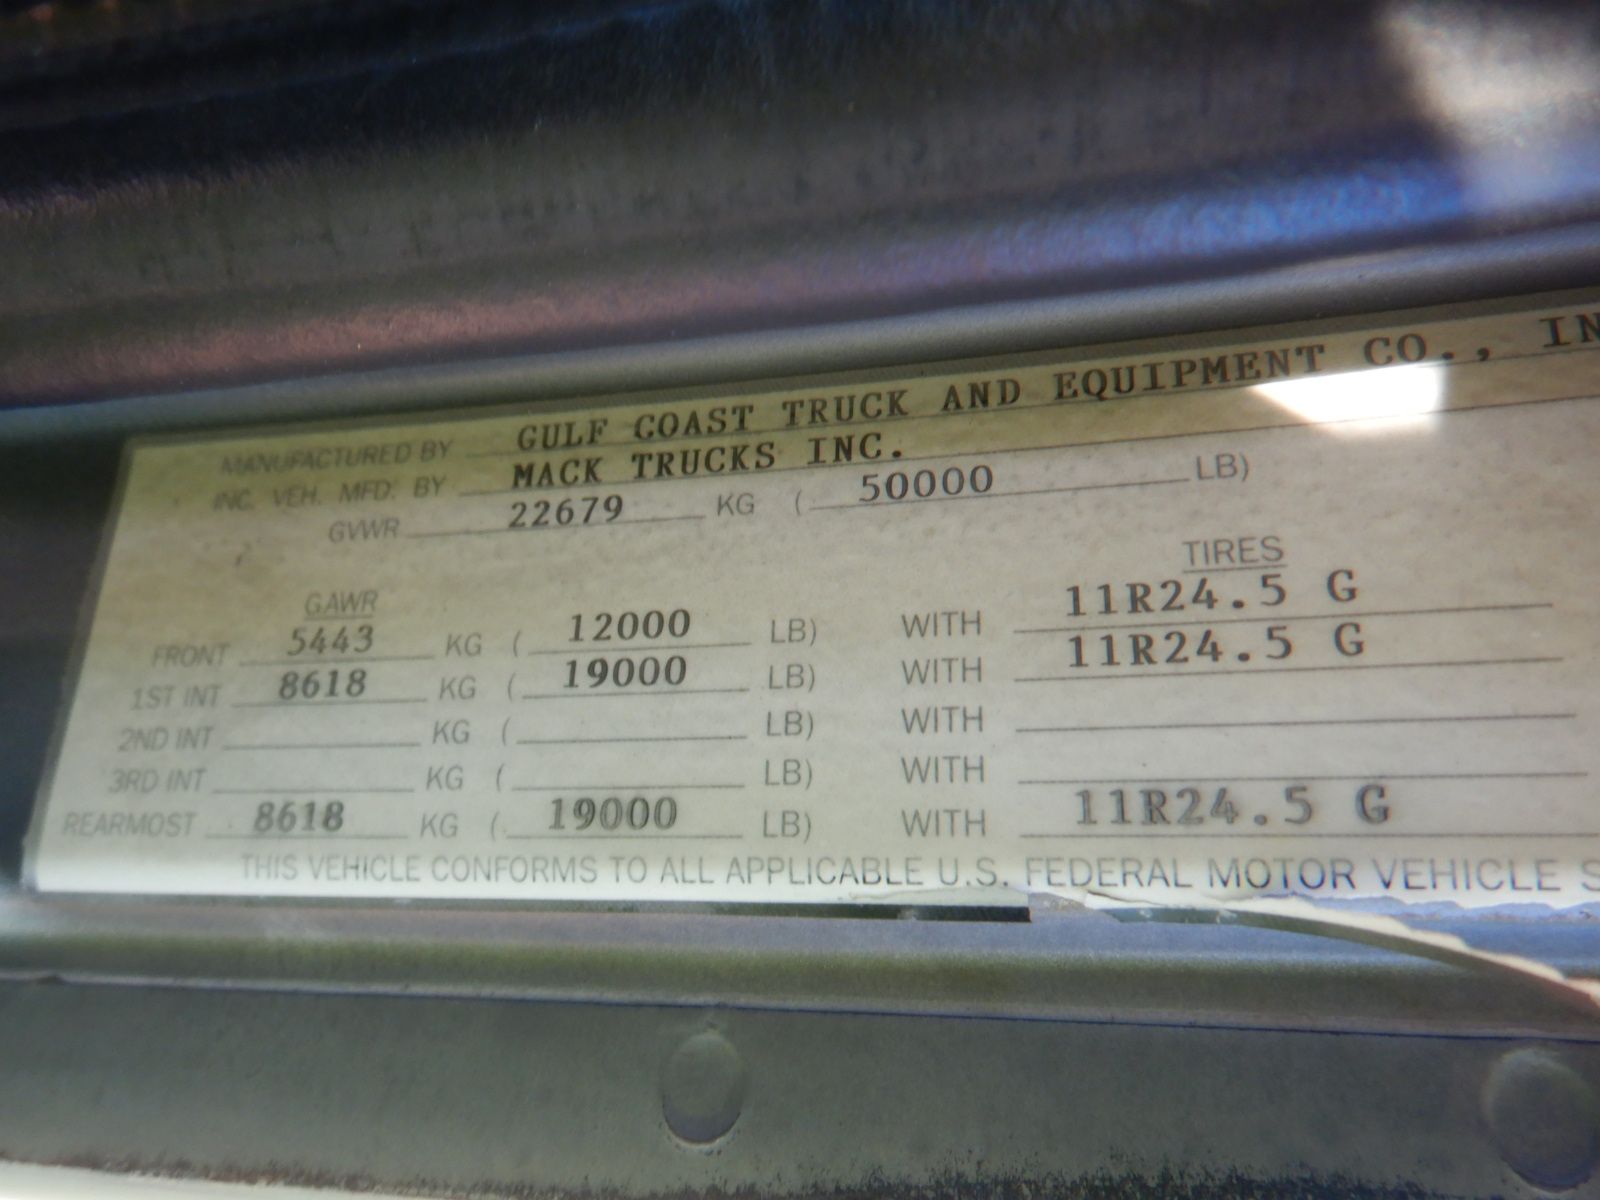 MANUFACTURED BY GULF COAST TRUCK AND EQUIPMENT CO., IN
INC. VEH. MFD. BY MACK TRUCKS INC.
GVWR 22679 KG ( 50000 LB)
GAWR TIRES
FRONT 5443 KG ( 12000 LB) WITH 11R24.5 G
1ST INT 8618 KG ( 19000 LB) WITH 11R24.5 G
2ND INT KG ( LB) WITH
3RD INT KG ( LB) WITH
REARMOST 8618 KG ( 19000 LB) WITH 11R24.5 G
THIS VEHICLE CONFORMS TO ALL APPLICABLE U.S. FEDERAL MOTOR VEHICLE S